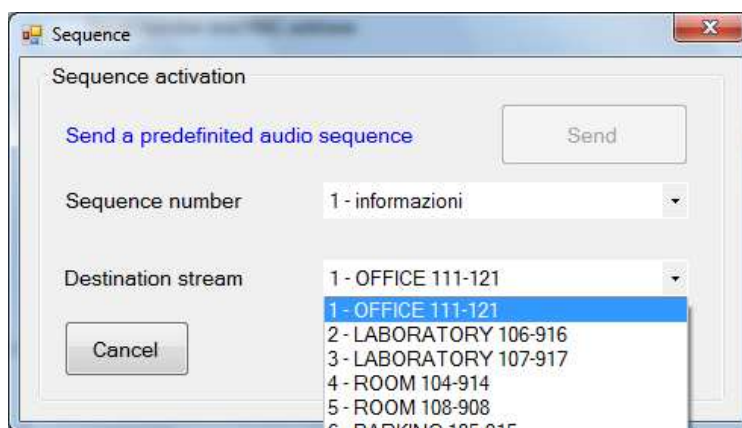 Sequence
Sequence activation
Send a predefinited audio sequence
Send
Sequence number
1 - informazioni
Destination stream
1 - OFFICE 111-121
1 - OFFICE 111-121
2 - LABORATORY 106-916
3 - LABORATORY 107-917
4 - ROOM 104-914
5 - ROOM 108-908
Cancel